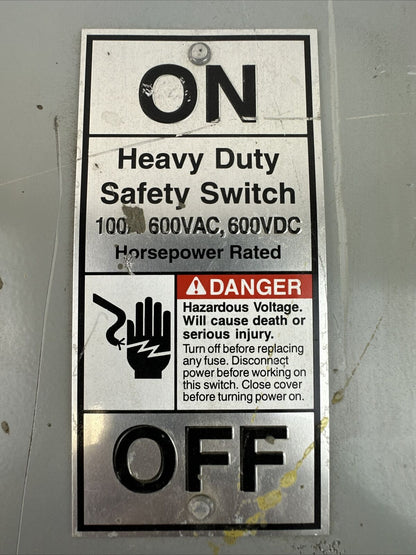 ON
Heavy Duty
Safety Switch
100A 600VAC, 600VDC
Horsepower Rated
DANGER
Hazardous Voltage.
Will cause death or
serious injury.
Turn off before replacing
any fuse. Disconnect
power before working on
this switch. Close cover
before turning power on.
OFF